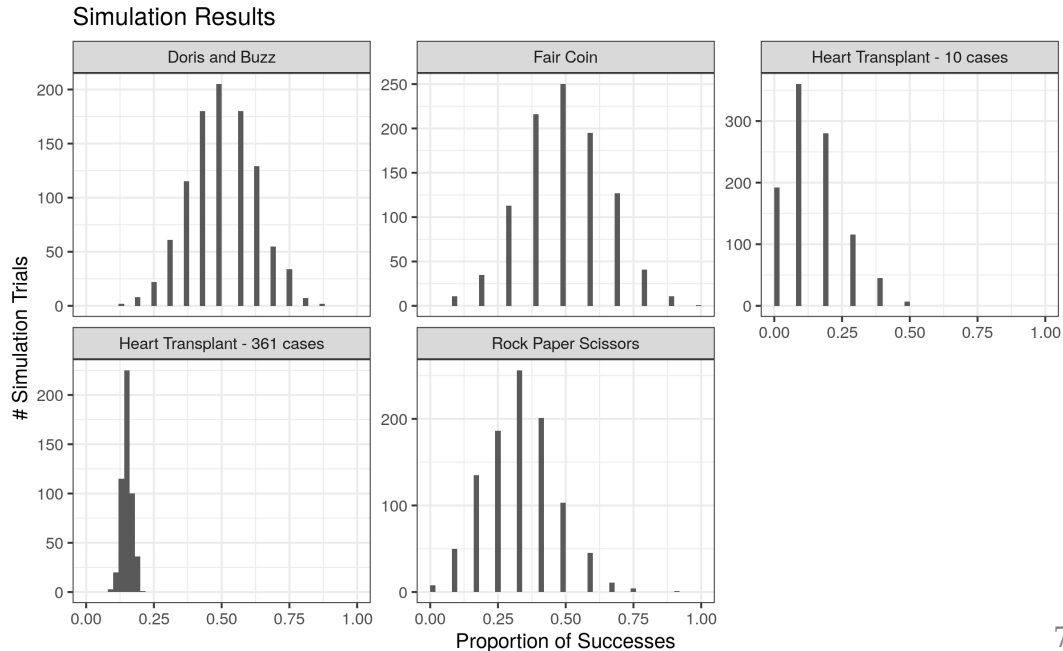 Simulation Results
Doris and Buzz
Fair Coin
Heart Transplant - 10 cases
200
150
100
50
0
250
200
150
100
50
0
300
200
100
0
0.00 0.25 0.50 0.75 1.00
Heart Transplant - 361 cases
Rock Paper Scissors
# Simulation Trials
200
150
100
50
0
200
100
0
0.00 0.25 0.50 0.75 1.00
0.00 0.25 0.50 0.75 1.00
Proportion of Successes
7